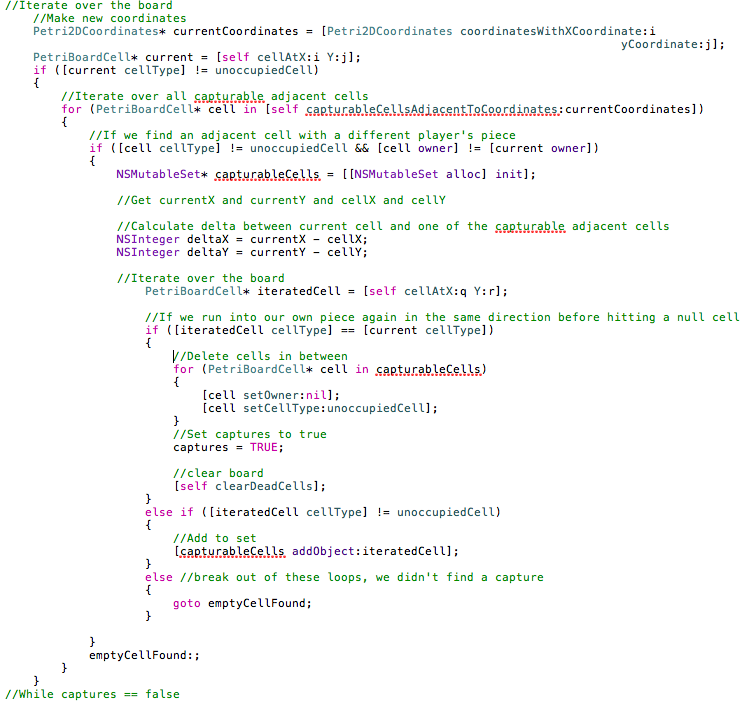 //Iterate over the board
//Make new coordinates
Petri2DCoordinates* currentCoordinates = [Petri2DCoordinates coordinatesWithXCoordinate:i
yCoordinate:j];
PetriBoardCell* current = [self cellAtX:i Y:j];
if ([current cellType] != unoccupiedCell)
{
//Iterate over all capturable adjacent cells
for (PetriBoardCell* cell in [self capturableCellsAdjacentToCoordinates:currentCoordinates])
{
//If we find an adjacent cell with a different player's piece
if ([cell cellType] != unoccupiedCell && [cell owner] != [current owner])
{
NSMutableSet* capturableCells = [[NSMutableSet alloc] init];
//Get currentX and currentY and cellX and cellY
//Calculate delta between current cell and one of the capturable adjacent cells
NSInteger deltaX = currentX - cellX;
NSInteger deltaY = currentY - cellY;
//Iterate over the board
PetriBoardCell* iteratedCell = [self cellAtX:q Y:r];
//If we run into our own piece again in the same direction before hitting a null cell
if ([iteratedCell cellType] == [current cellType])
{
//Delete cells in between
for (PetriBoardCell* cell in capturableCells)
{
[cell setOwner:nil];
[cell setCellType:unoccupiedCell];
}
//Set captures to true
captures = TRUE;
//clear board
[self clearDeadCells];
}
else if ([iteratedCell cellType] != unoccupiedCell)
{
//Add to set
[capturableCells addObject:iteratedCell];
}
else //break out of these loops, we didn't find a capture
{
goto emptyCellFound;
}
}
emptyCellFound:;
}
}
//While captures == false